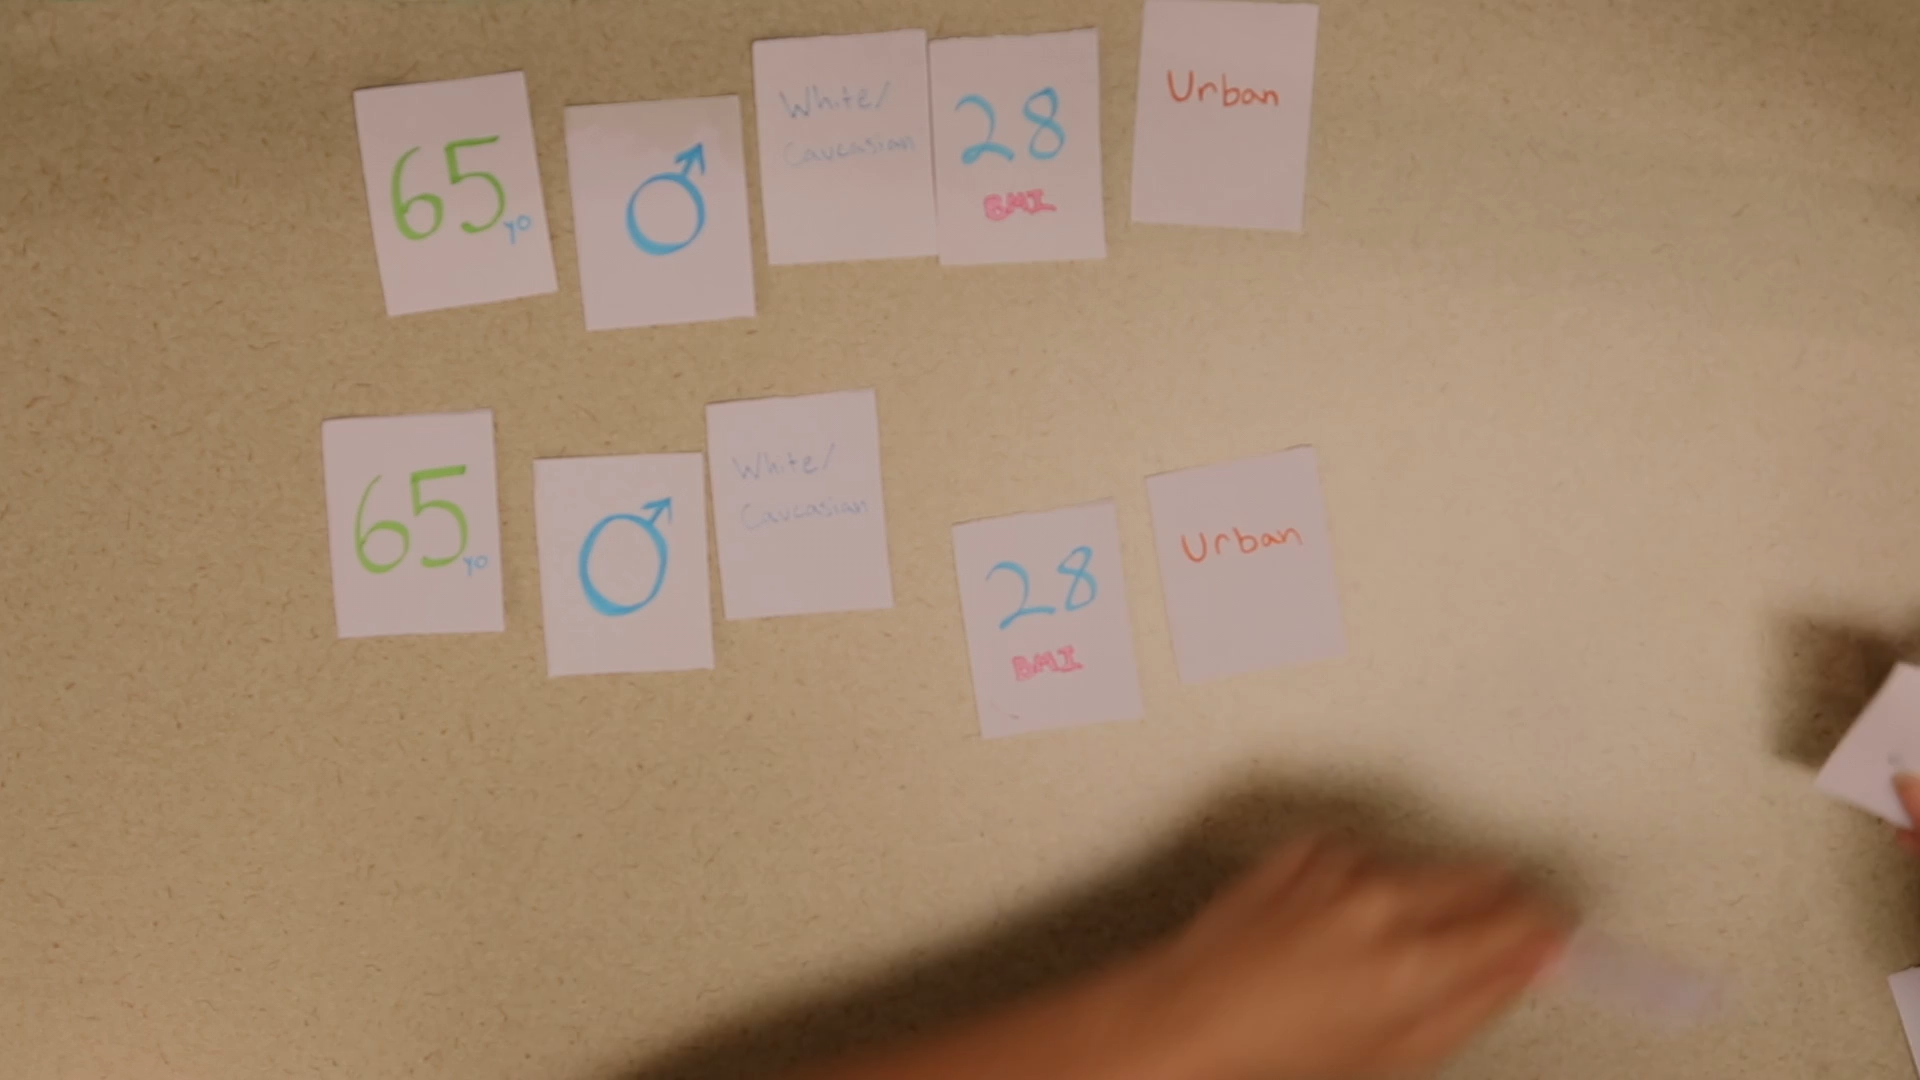 65 yo
White/
Caucasian
28
BMI
Urban
65 yo
White/
Caucasian
28
BMI
Urban